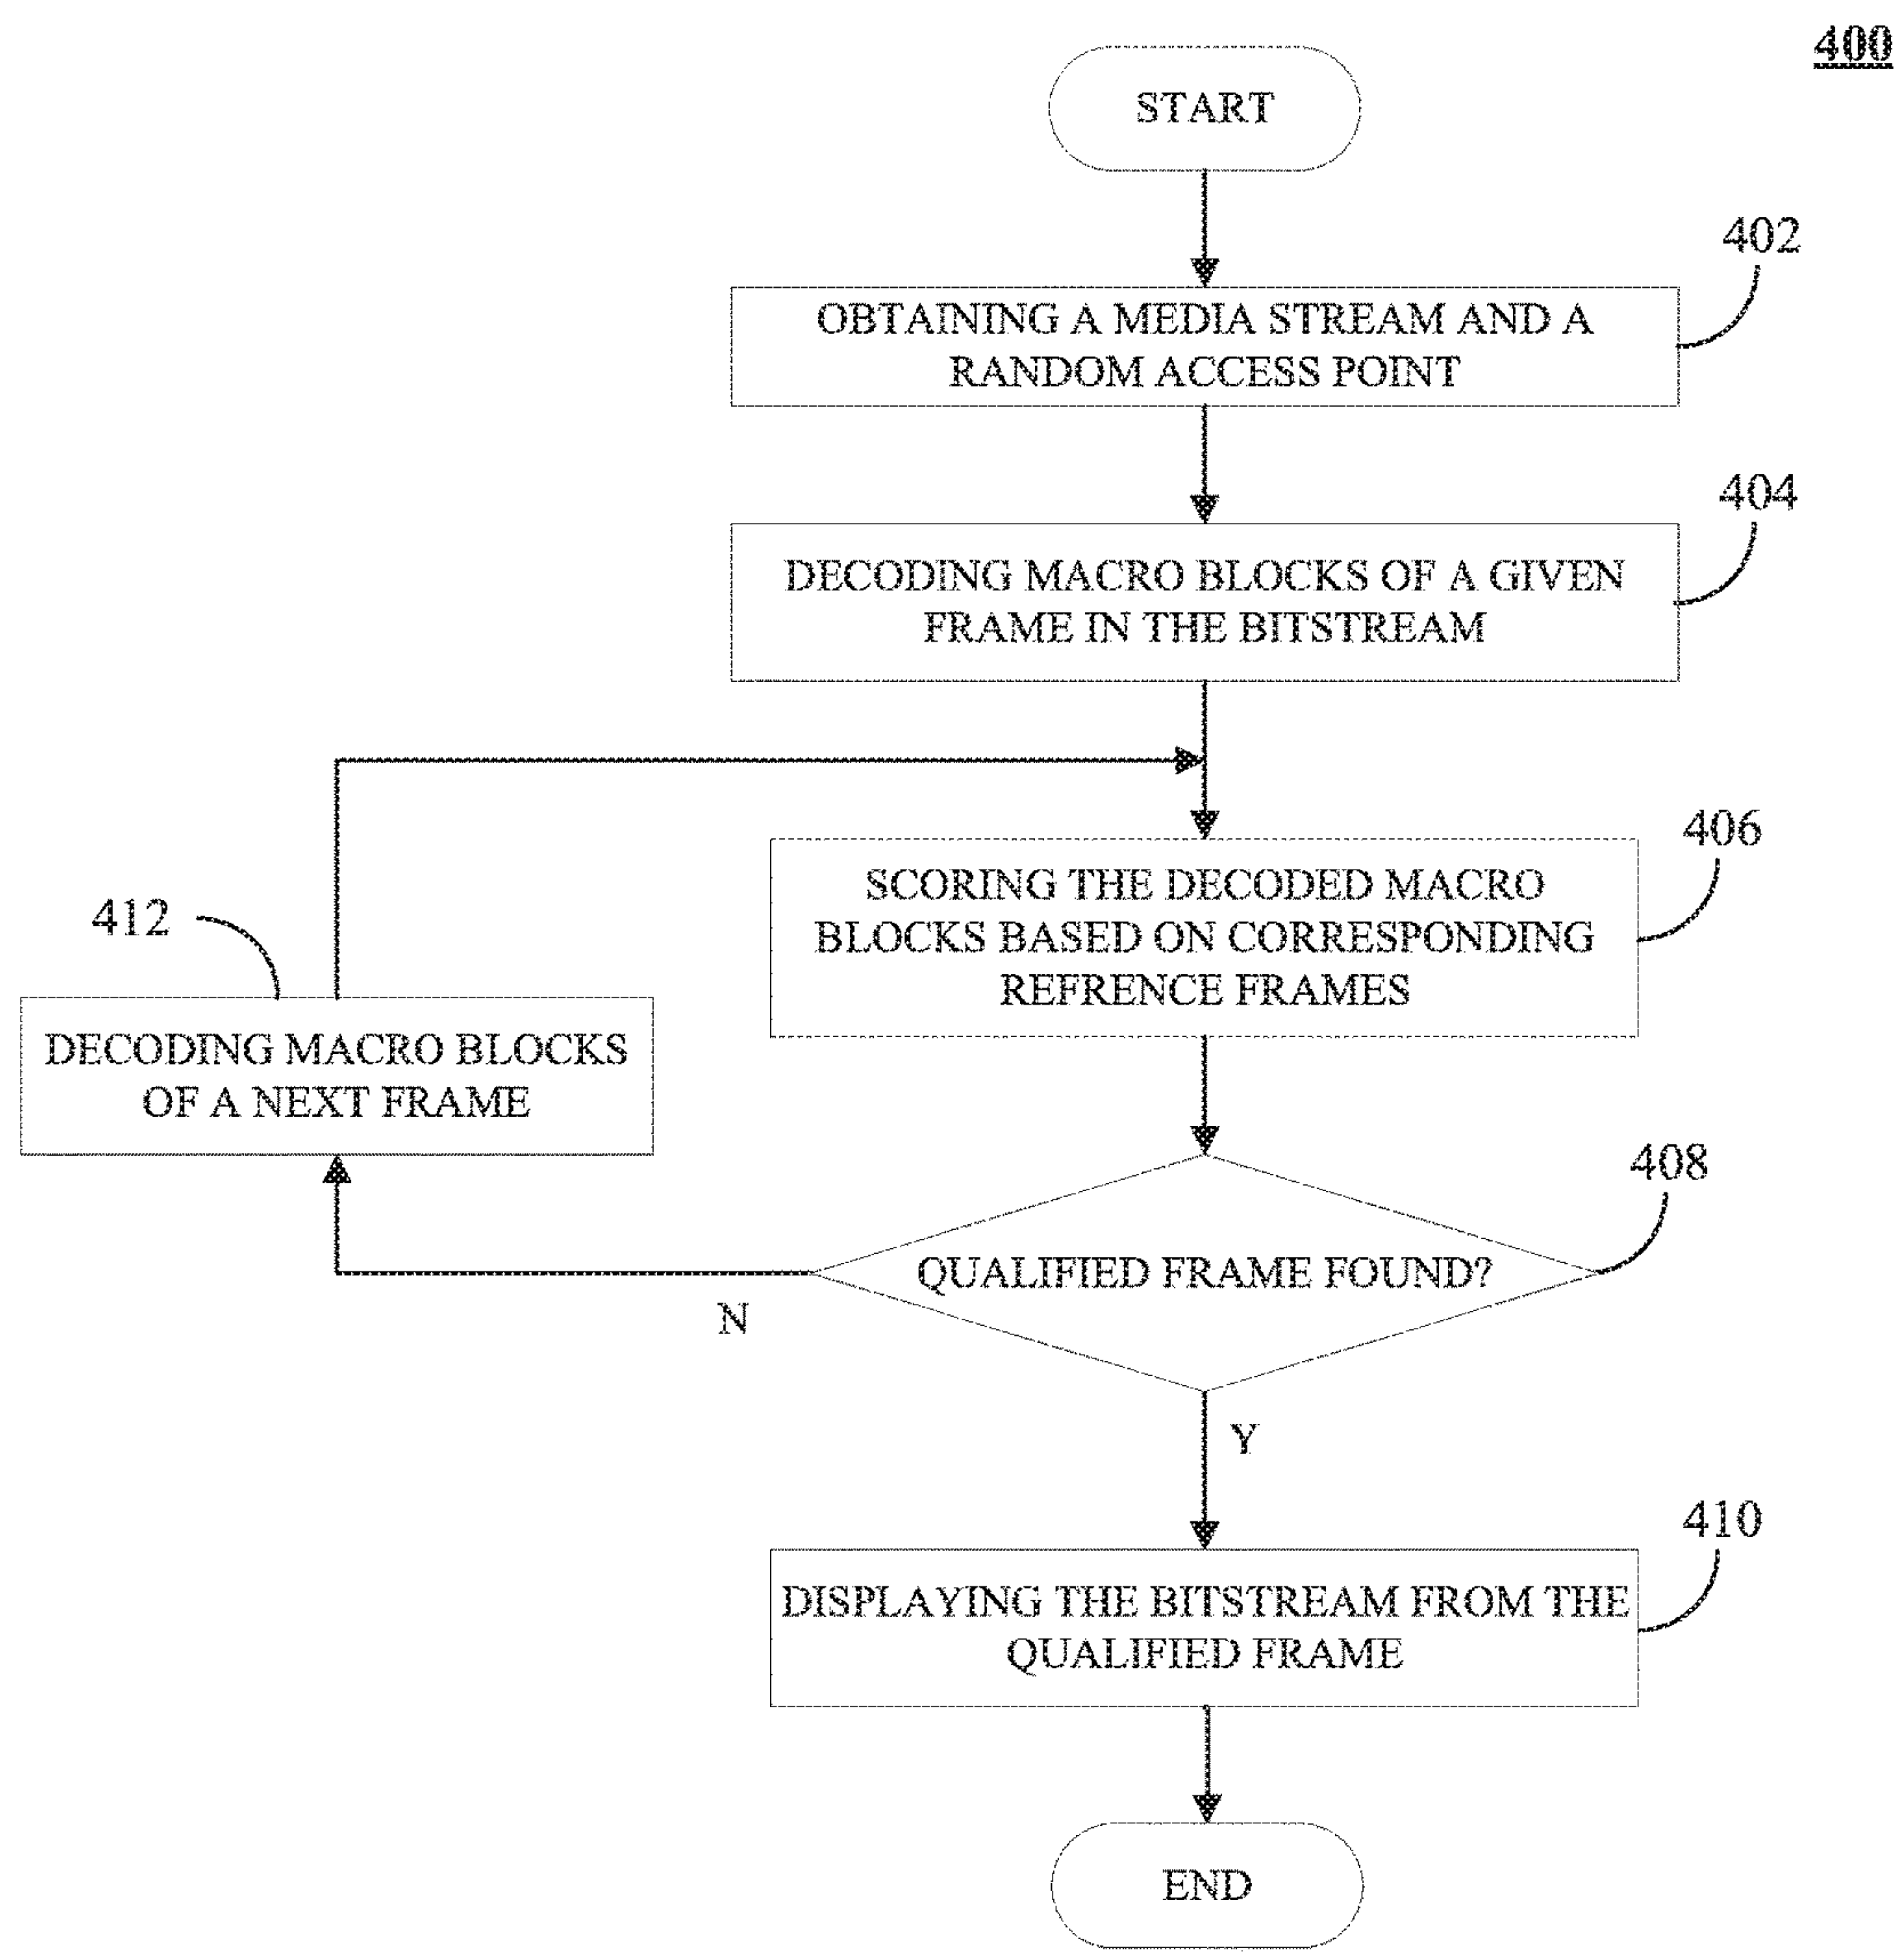 400
START
402
OBTAINING A MEDIA STREAM AND A
RANDOM ACCESS POINT
404
DECODING MACRO BLOCKS OF A GIVEN
FRAME IN THE BITSTREAM
406
SCORING THE DECODED MACRO
BLOCKS BASED ON CORRESPONDING
REFRENCE FRAMES
412
DECODING MACRO BLOCKS
OF A NEXT FRAME
408
QUALIFIED FRAME FOUND?
N
Y
410
DISPLAYING THE BITSTREAM FROM THE
QUALIFIED FRAME
END